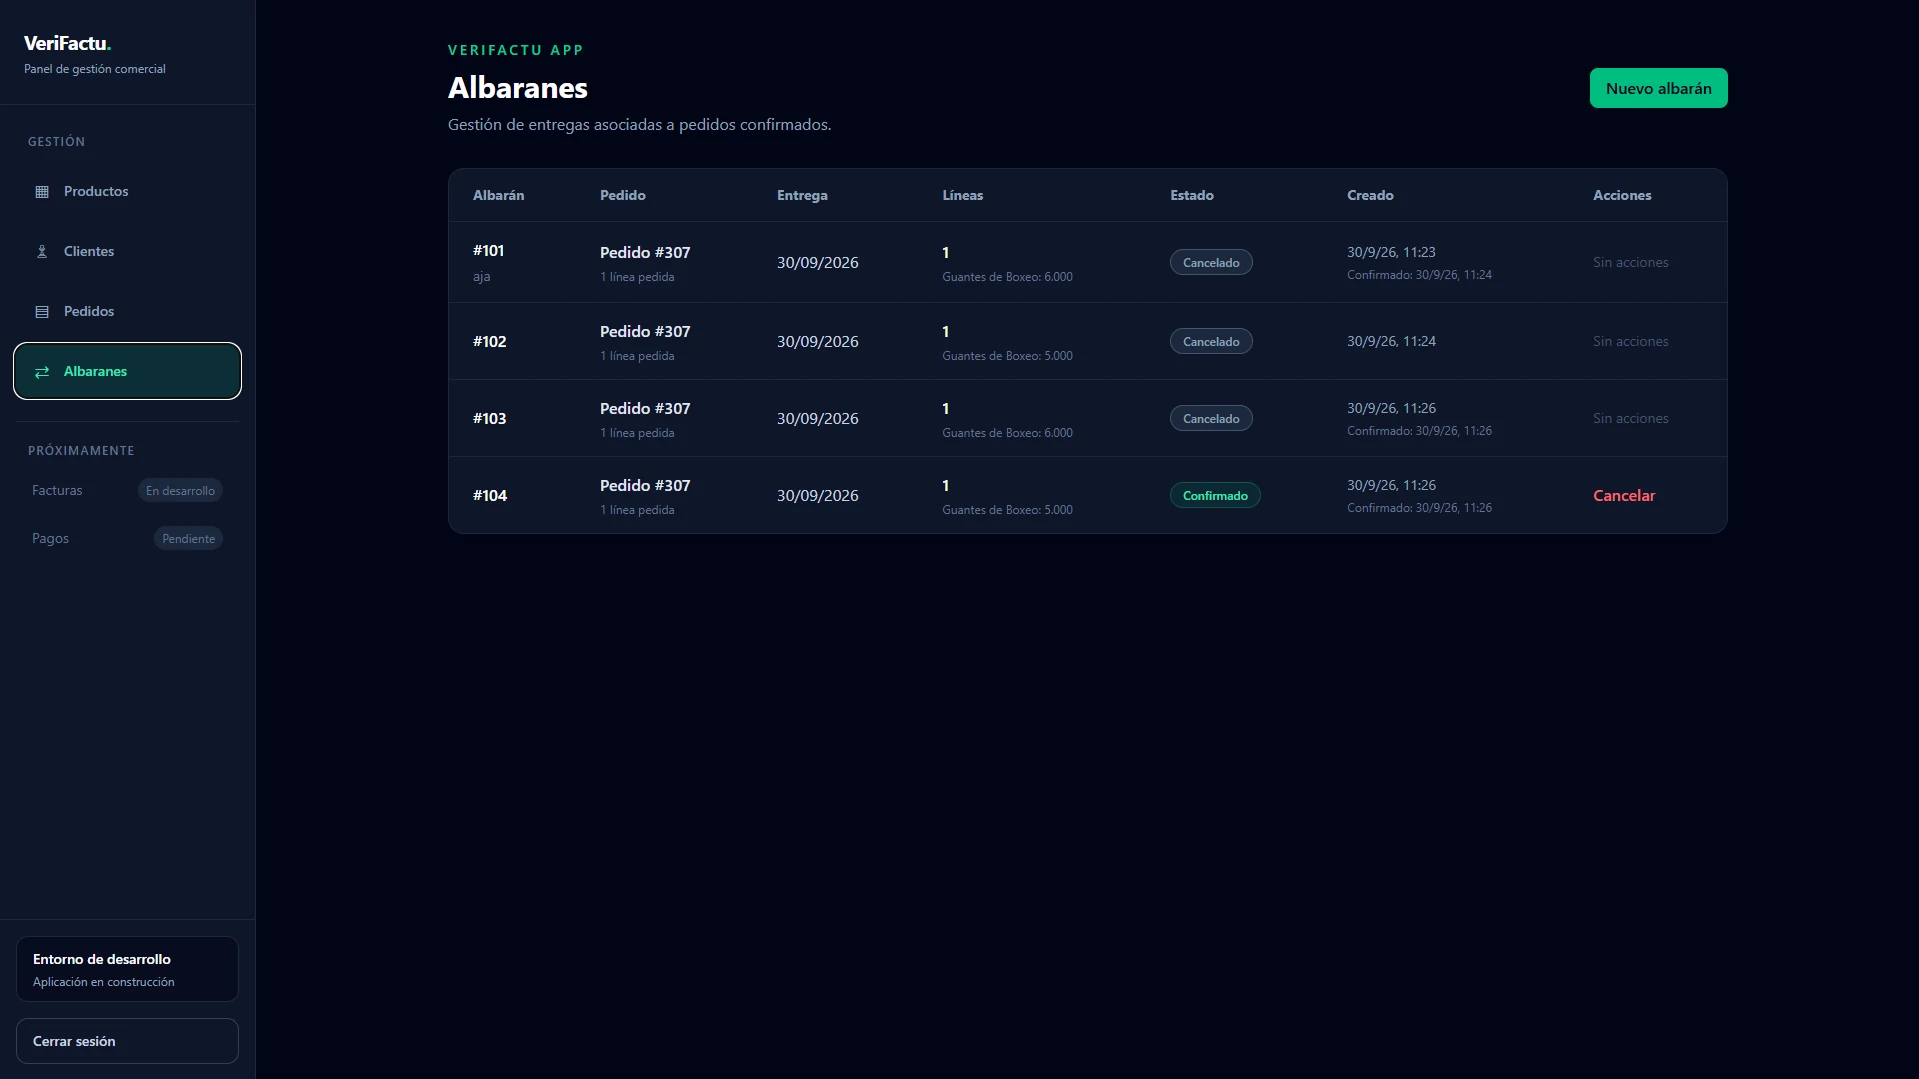 VeriFactu.
Panel de gestión comercial
GESTIÓN
Productos
Clientes
Pedidos
Albaranes
PRÓXIMAMENTE
Facturas En desarrollo
Pagos Pendiente
Entorno de desarrollo
Aplicación en construcción
Cerrar sesión
VERIFACTU APP
Albaranes
Gestión de entregas asociadas a pedidos confirmados.
Nuevo albarán
Albarán Pedido Entrega Líneas Estado Creado Acciones
#101 Pedido #307 30/09/2026 1 Cancelado 30/9/26, 11:23 Sin acciones
aja 1 línea pedida Guantes de Boxeo: 6.000 Confirmado: 30/9/26, 11:24
#102 Pedido #307 30/09/2026 1 Cancelado 30/9/26, 11:24 Sin acciones
1 línea pedida Guantes de Boxeo: 5.000
#103 Pedido #307 30/09/2026 1 Cancelado 30/9/26, 11:26 Sin acciones
1 línea pedida Guantes de Boxeo: 6.000 Confirmado: 30/9/26, 11:26
#104 Pedido #307 30/09/2026 1 Confirmado 30/9/26, 11:26 Cancelar
1 línea pedida Guantes de Boxeo: 5.000 Confirmado: 30/9/26, 11:26